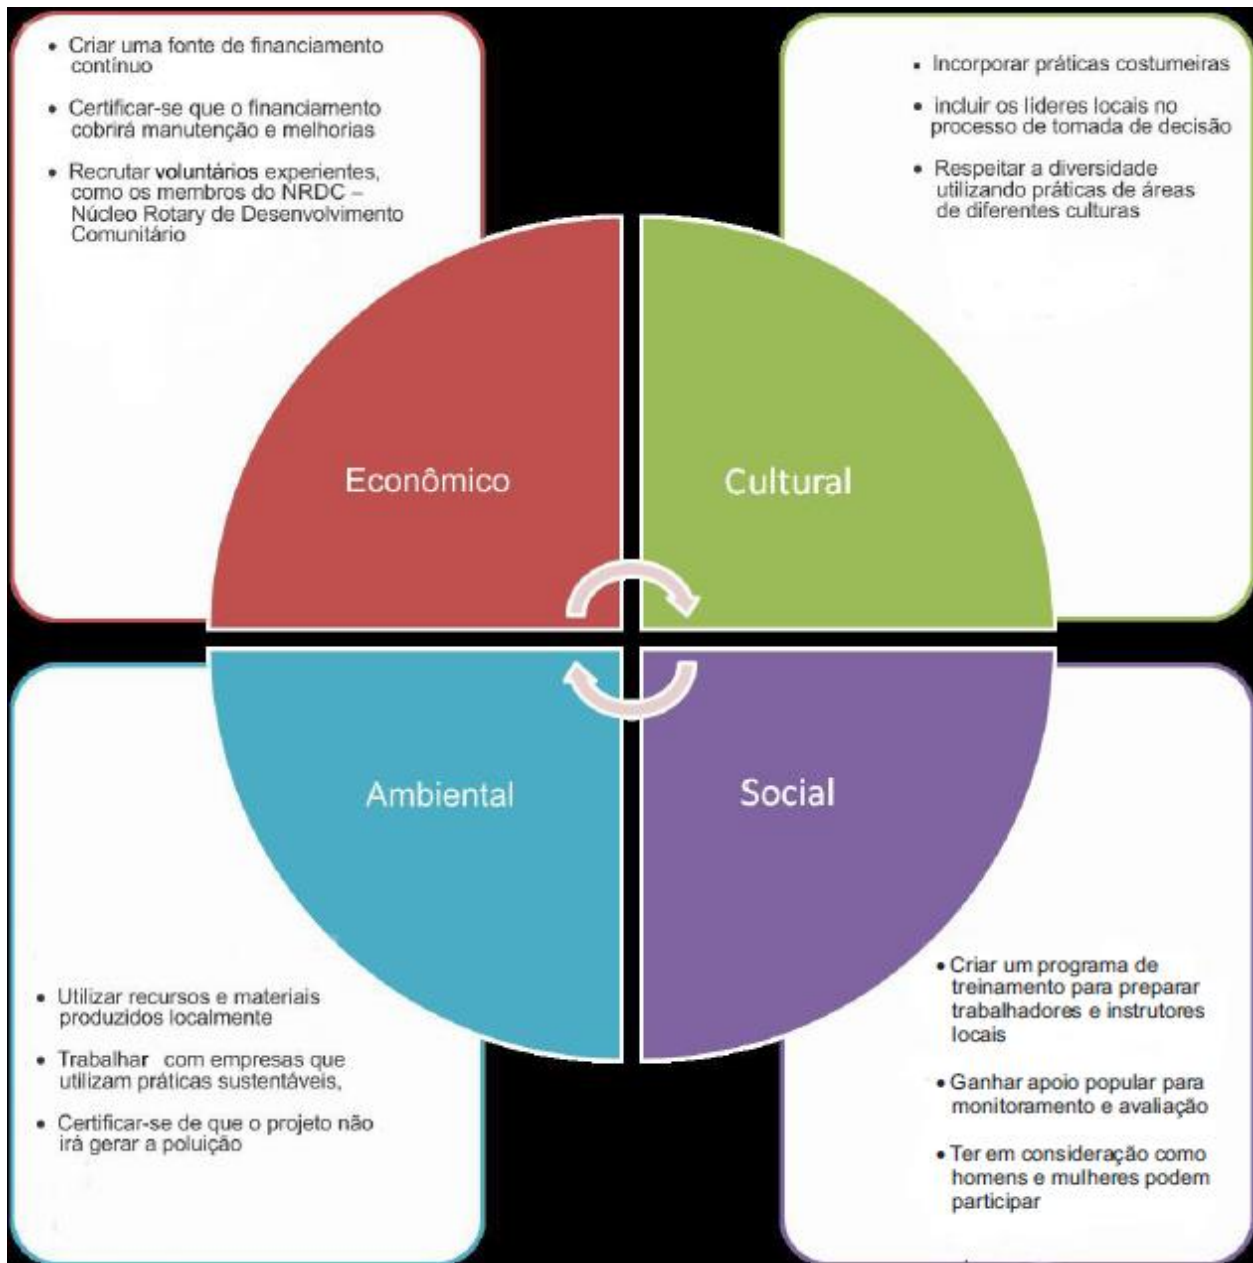 • Criar uma fonte de financiamento
contínuo
• Certificar-se que o financiamento
cobrirá manutenção e melhorias
• Recrutar voluntários experientes,
como os membros do NRDC –
Núcleo Rotary de Desenvolvimento
Comunitário
• Incorporar práticas costumeiras
• incluir os líderes locais no
processo de tomada de decisão
• Respeitar a diversidade
utilizando práticas de áreas
de diferentes culturas
Econômico
Cultural
Ambiental
Social
• Utilizar recursos e materiais
produzidos localmente
• Trabalhar com empresas que
utilizam práticas sustentáveis,
• Certificar-se de que o projeto não
irá gerar a poluição
• Criar um programa de
treinamento para preparar
trabalhadores e instrutores
locais
• Ganhar apoio popular para
monitoramento e avaliação
• Ter em consideração como
homens e mulheres podem
participar